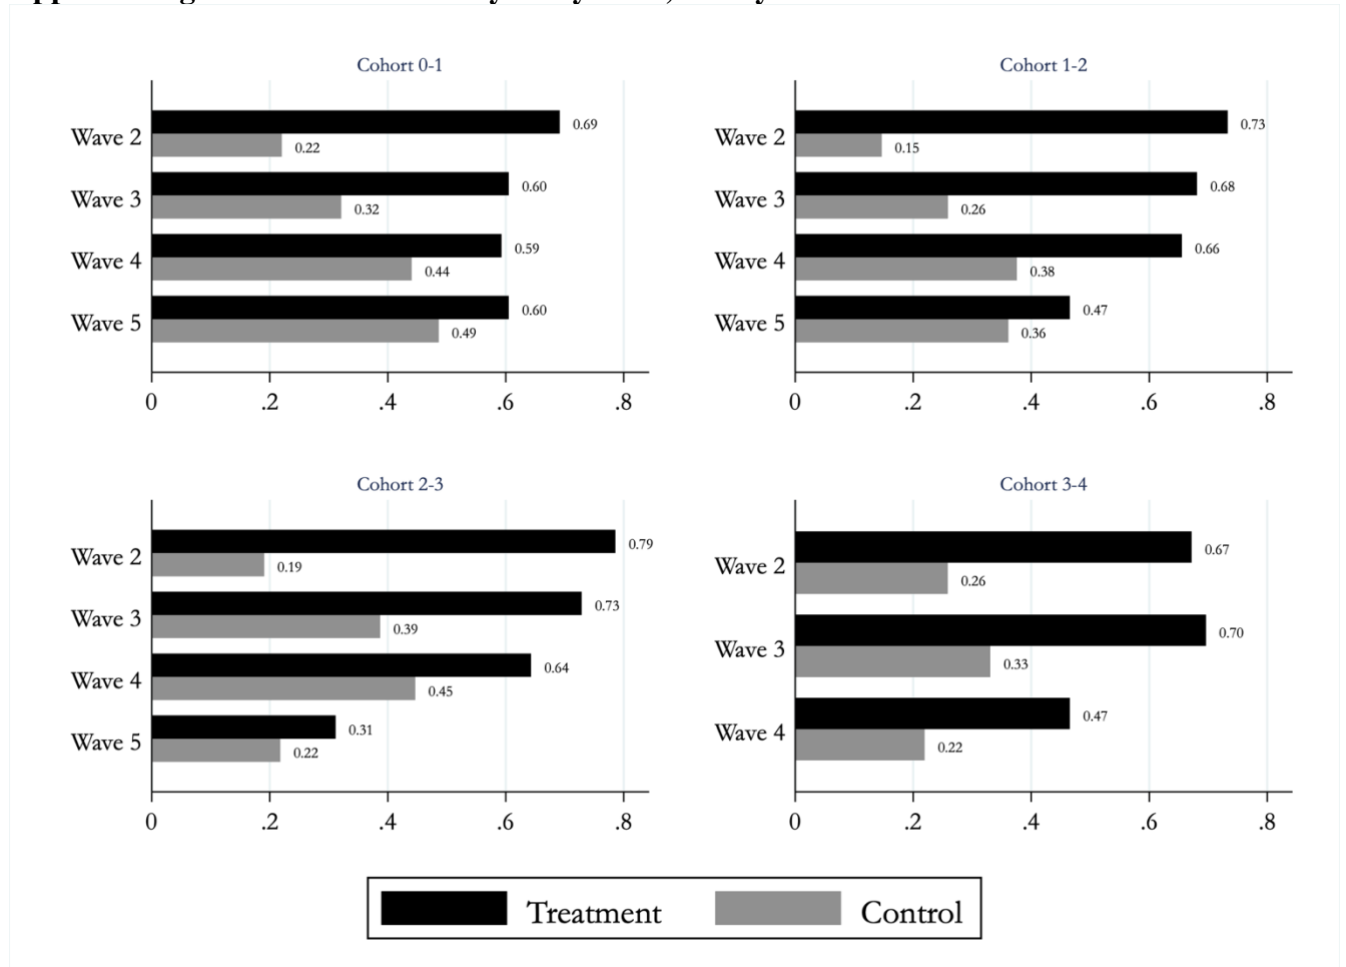 Cohort 0-1
Wave 2
0.69
0.22
Wave 3
0.60
0.32
Wave 4
0.59
0.44
Wave 5
0.60
0.49
0 .2 .4 .6 .8
Cohort 1-2
Wave 2
0.73
0.15
Wave 3
0.68
0.26
Wave 4
0.66
0.38
Wave 5
0.47
0.36
0 .2 .4 .6 .8
Cohort 2-3
Wave 2
0.79
0.19
Wave 3
0.73
0.39
Wave 4
0.64
0.45
Wave 5
0.31
0.22
0 .2 .4 .6 .8
Cohort 3-4
Wave 2
0.67
0.26
Wave 3
0.70
0.33
Wave 4
0.47
0.22
0 .2 .4 .6 .8
Treatment Control